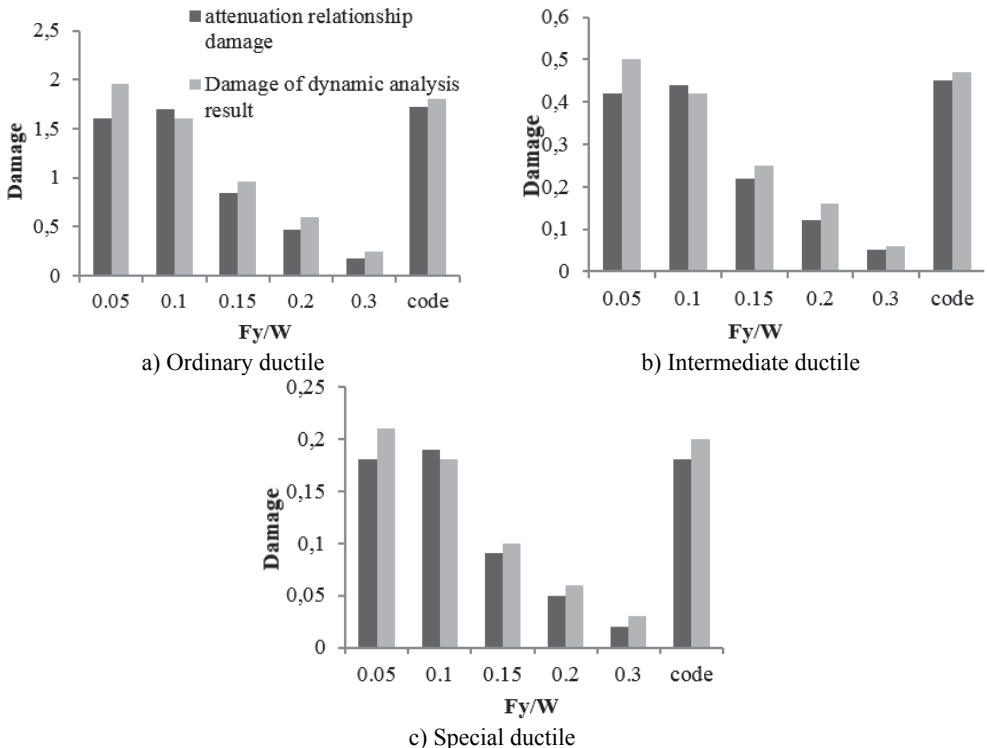 attenuation relationship
damage
Damage of dynamic analysis
result
2,5
2
1,5
1
0,5
0
Damage
0.05 0.1 0.15 0.2 0.3 code
Fy/W
a) Ordinary ductile
0,6
0,5
0,4
0,3
0,2
0,1
0
Damage
0.05 0.1 0.15 0.2 0.3 code
Fy/W
b) Intermediate ductile
0,25
0,2
0,15
0,1
0,05
0
Damage
0.05 0.1 0.15 0.2 0.3 code
Fy/W
c) Special ductile